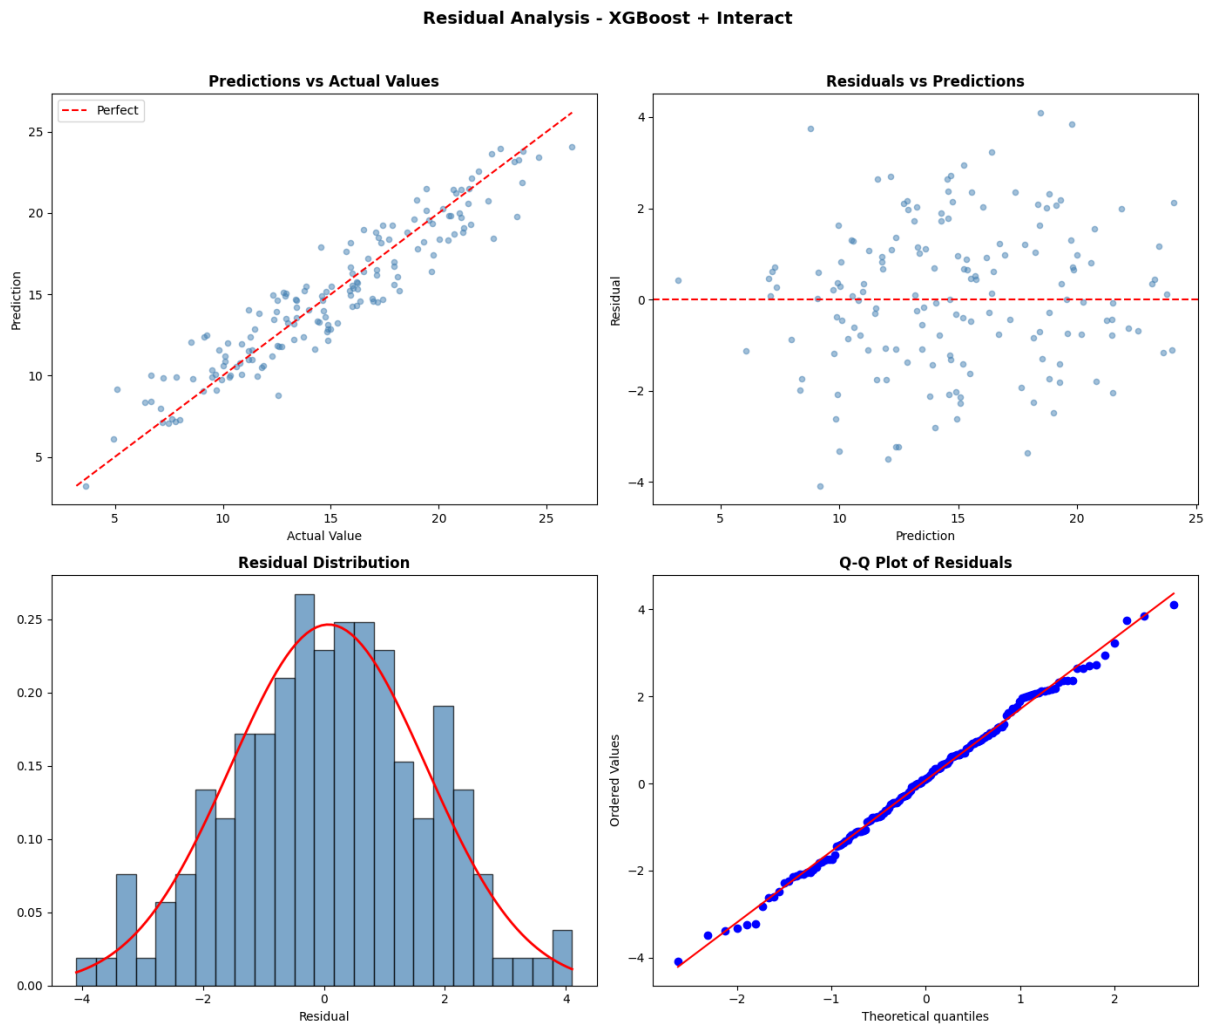 Residual Analysis - XGBoost + Interact
Predictions vs Actual Values
Perfect
Prediction
25
20
15
10
5
5 10 15 20 25
Actual Value
Residuals vs Predictions
Residual
4
2
0
−2
−4
5 10 15 20 25
Prediction
Residual Distribution
0.25
0.20
0.15
0.10
0.05
0.00
−4 −2 0 2 4
Residual
Q-Q Plot of Residuals
Ordered Values
4
2
0
−2
−4
−2 −1 0 1 2
Theoretical quantiles